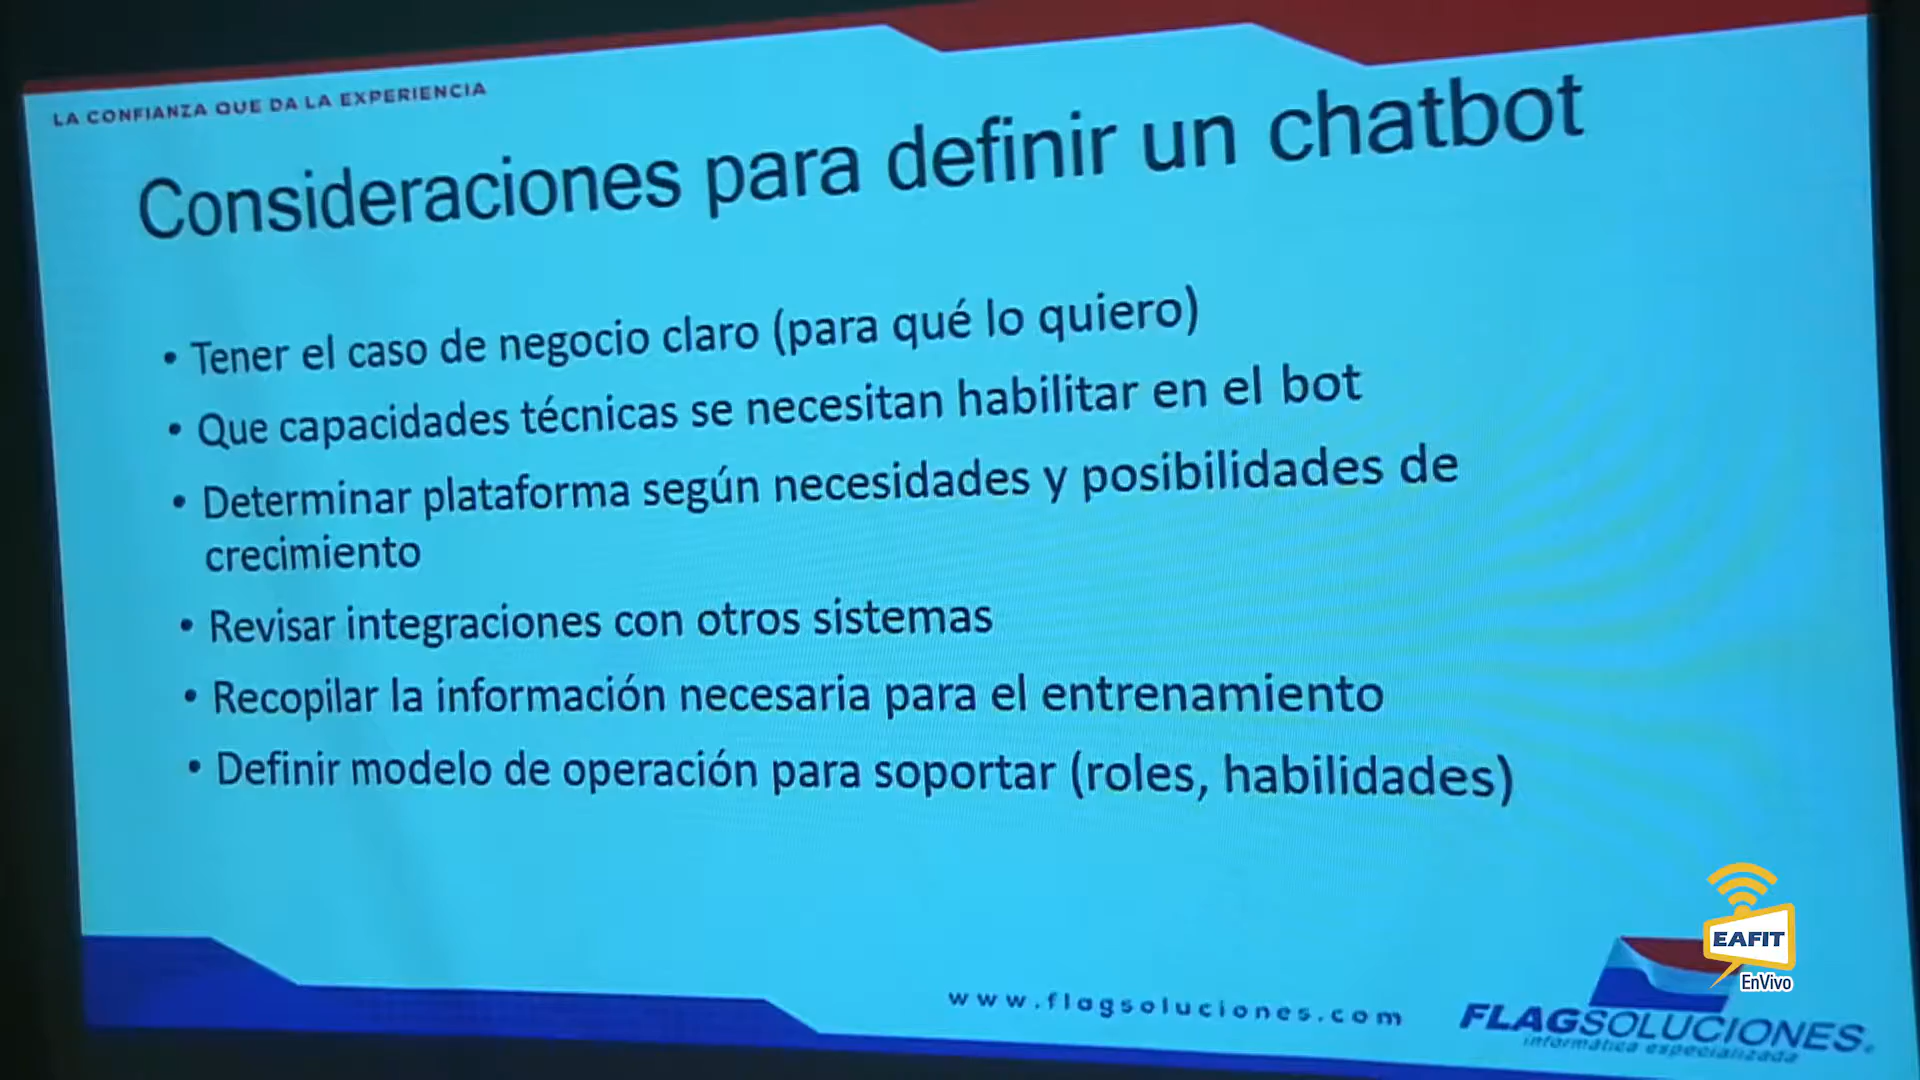 LA CONFIANZA QUE DA LA EXPERIENCIA
Consideraciones para definir un chatbot
• Tener el caso de negocio claro (para qué lo quiero)
• Que capacidades técnicas se necesitan habilitar en el bot
• Determinar plataforma según necesidades y posibilidades de
crecimiento
• Revisar integraciones con otros sistemas
• Recopilar la información necesaria para el entrenamiento
• Definir modelo de operación para soportar (roles, habilidades)
EAFIT
EnVivo
www.flagsoluciones.com
FLAGSOLUCIONES
informática especializada